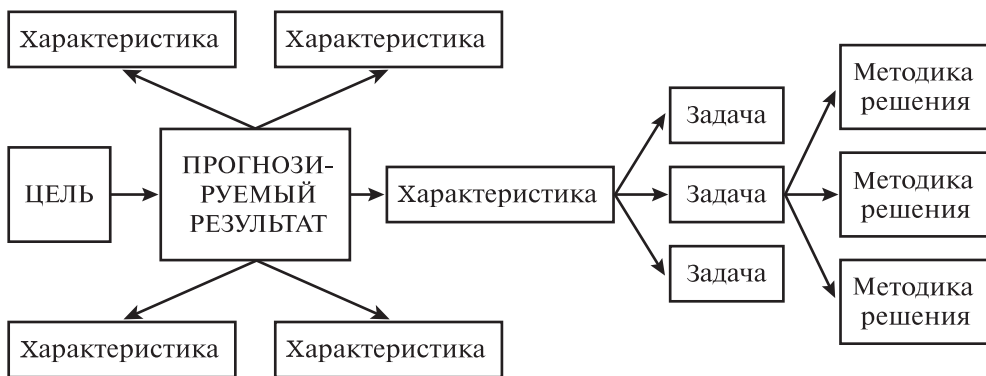 Характеристика
Характеристика
ЦЕЛЬ
ПРОГНОЗИ-
РУЕМЫЙ
РЕЗУЛЬТАТ
Характеристика
Задача
Задача
Задача
Методика
решения
Методика
решения
Методика
решения
Характеристика
Характеристика